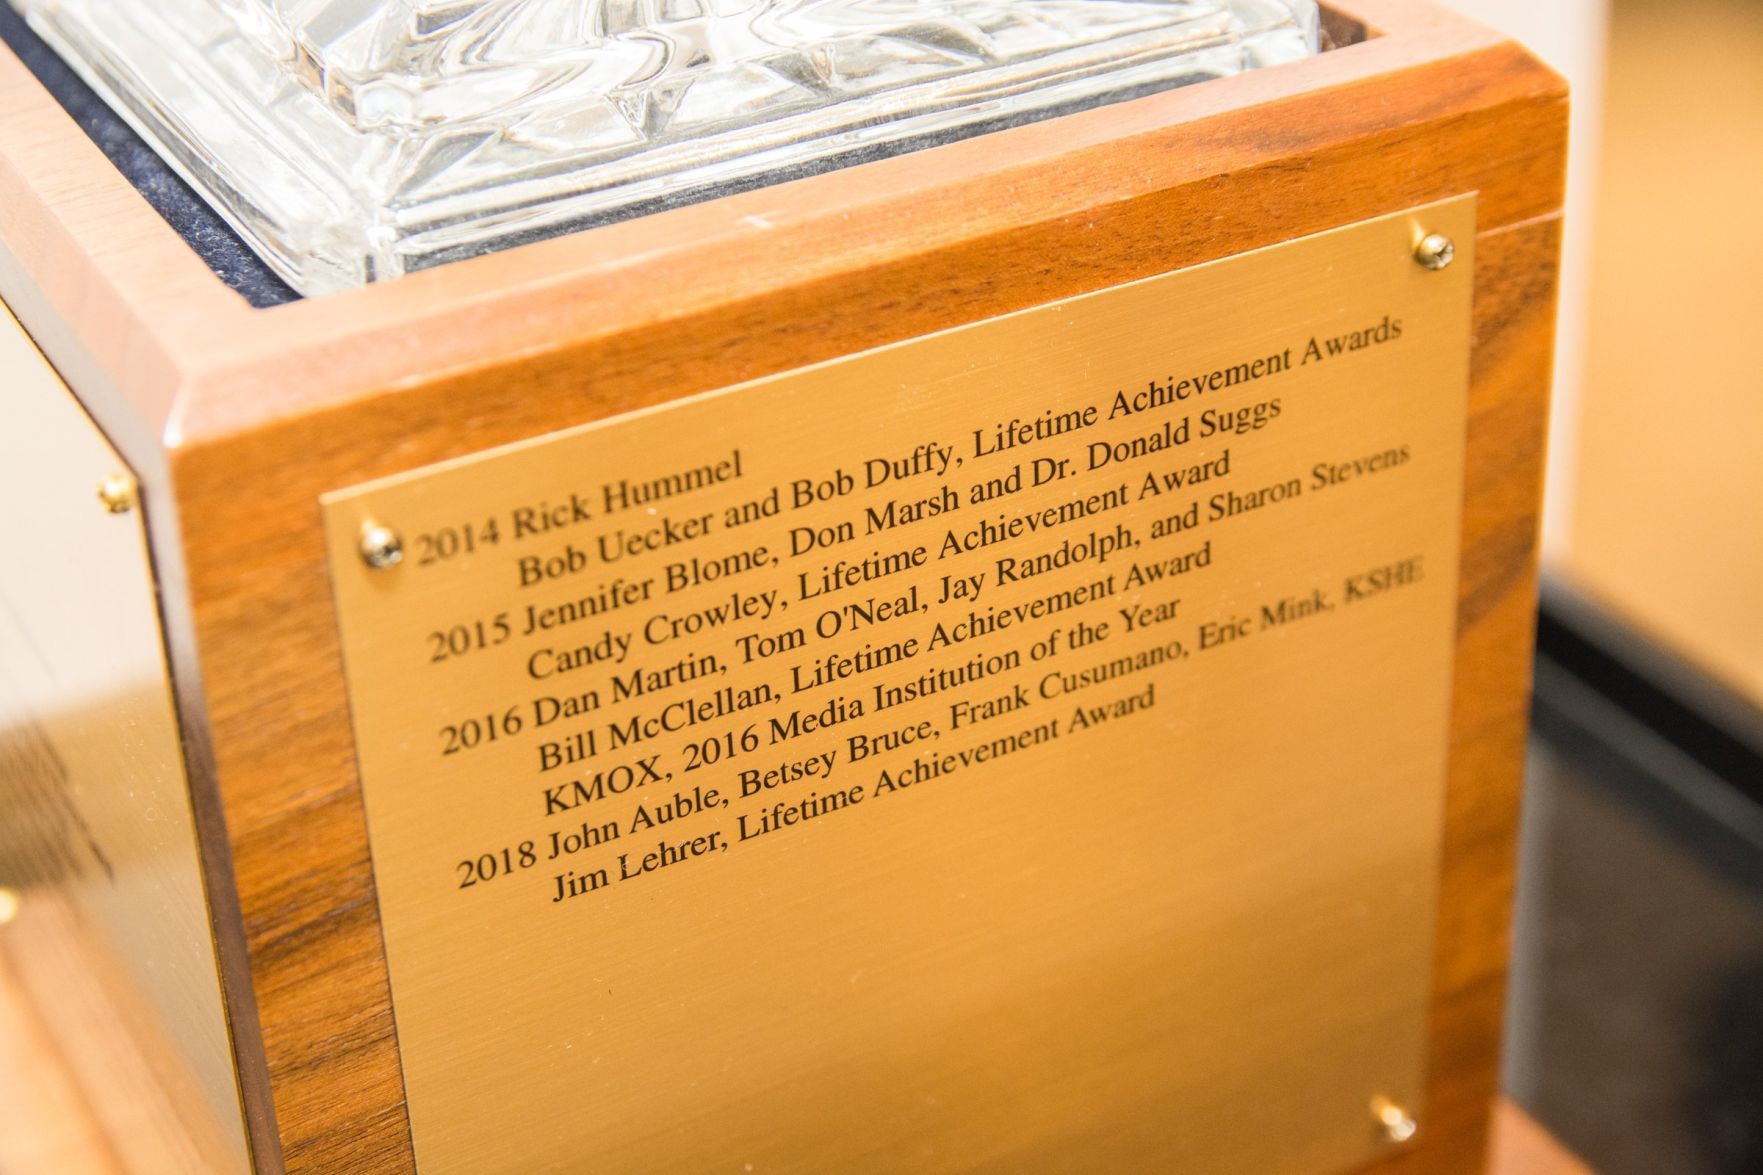 2014 Rick Hummel
Bob Uecker and Bob Duffy, Lifetime Achievement Awards
2015 Jennifer Blome, Don Marsh and Dr. Donald Suggs
Candy Crowley, Lifetime Achievement Award
2016 Dan Martin, Tom O'Neal, Jay Randolph, and Sharon Stevens
Bill McClellan, Lifetime Achievement Award
KMOX, 2016 Media Institution of the Year
2018 John Auble, Betsey Bruce, Frank Cusumano, Eric Mink, KSHE
Jim Lehrer, Lifetime Achievement Award